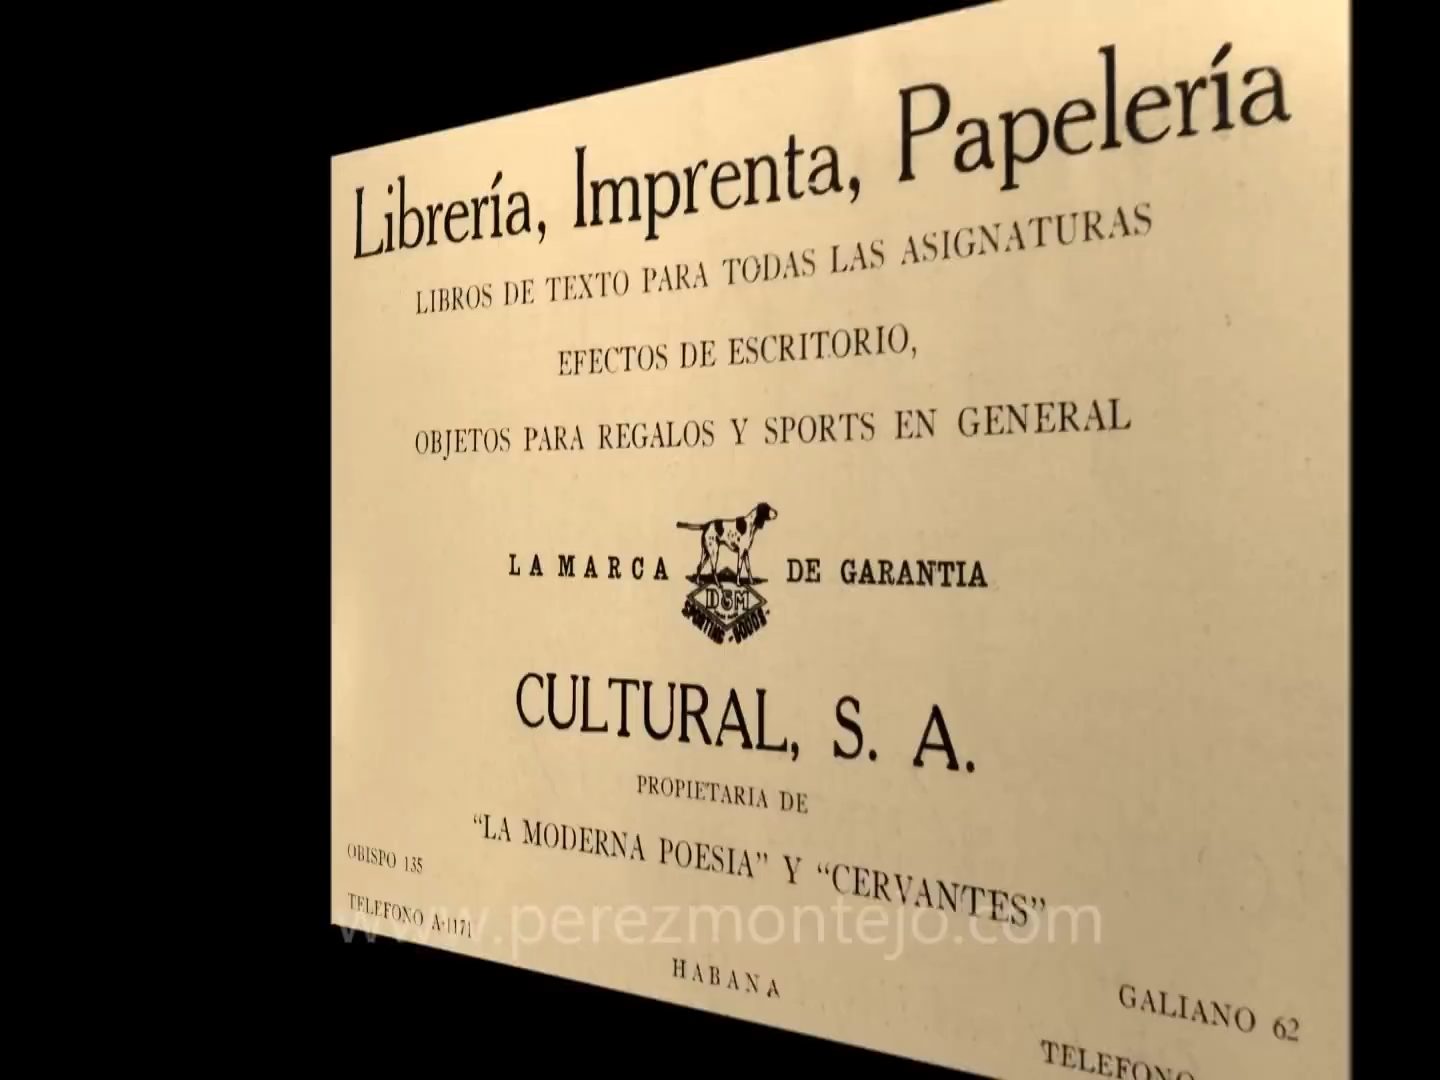 Librería, Imprenta, Papelería
LIBROS DE TEXTO PARA TODAS LAS ASIGNATURAS
EFECTOS DE ESCRITORIO,
OBJETOS PARA REGALOS Y SPORTS EN GENERAL
LA MARCA DE GARANTIA
D&M
SPORTING-GOODS-
CULTURAL, S. A.
PROPIETARIA DE
“LA MODERNA POESIA” Y “CERVANTES”
OBISPO 135
TELEFONO A-1171
www.perezmontejo.com
HABANA
GALIANO 62
TELEFONO